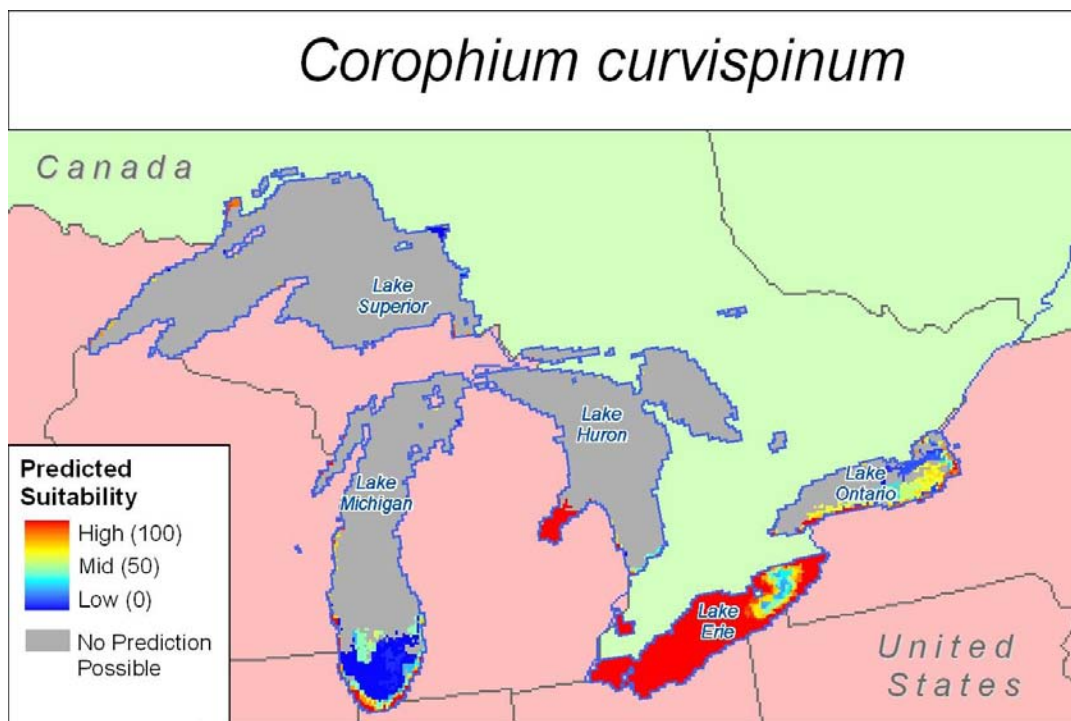 Corophium curvispinum
Canada
Lake
Superior
Lake
Huron
Lake
Michigan
Lake
Ontario
Lake
Erie
United
States
Predicted
Suitability
High (100)
Mid (50)
Low (0)
No Prediction
Possible